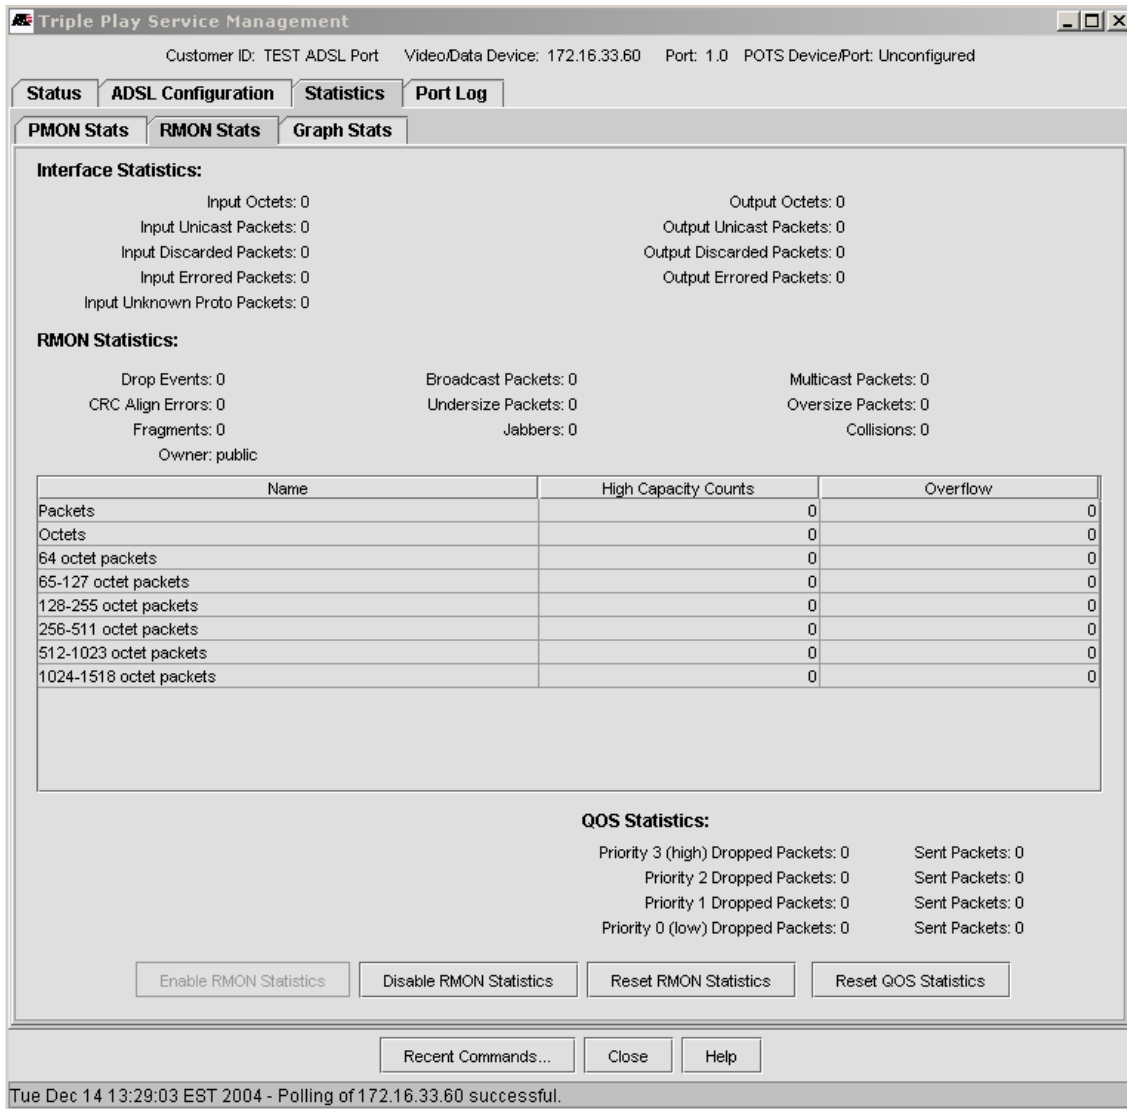 Triple Play Service Management
Customer ID: TEST ADSL Port Video/Data Device: 172.16.33.60 Port: 1.0 POTS Device/Port: Unconfigured
Status ADSL Configuration Statistics Port Log
PMON Stats RMON Stats Graph Stats
Interface Statistics:
Input Octets: 0 Output Octets: 0
Input Unicast Packets: 0 Output Unicast Packets: 0
Input Discarded Packets: 0 Output Discarded Packets: 0
Input Errored Packets: 0 Output Errored Packets: 0
Input Unknown Proto Packets: 0
RMON Statistics:
Drop Events: 0 Broadcast Packets: 0 Multicast Packets: 0
CRC Align Errors: 0 Undersize Packets: 0 Oversize Packets: 0
Fragments: 0 Jabbers: 0 Collisions: 0
Owner: public
Name High Capacity Counts Overflow
Packets 0 0
Octets 0 0
64 octet packets 0 0
65-127 octet packets 0 0
128-255 octet packets 0 0
256-511 octet packets 0 0
512-1023 octet packets 0 0
1024-1518 octet packets 0 0
QOS Statistics:
Priority 3 (high) Dropped Packets: 0 Sent Packets: 0
Priority 2 Dropped Packets: 0 Sent Packets: 0
Priority 1 Dropped Packets: 0 Sent Packets: 0
Priority 0 (low) Dropped Packets: 0 Sent Packets: 0
Enable RMON Statistics Disable RMON Statistics Reset RMON Statistics Reset QOS Statistics
Recent Commands... Close Help
Tue Dec 14 13:29:03 EST 2004 - Polling of 172.16.33.60 successful.